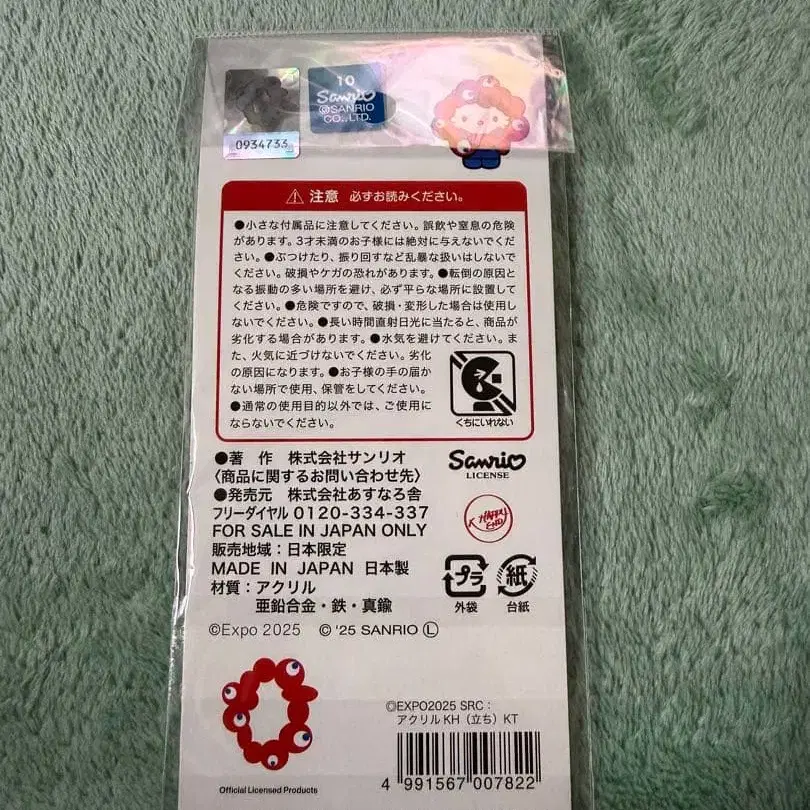 10
Sanrio
©SANRIO
CO., LTD.
0934733
⚠ 注意 必ずお読みください。
●小さな付属品に注意してください。誤飲や窒息の危険
があります。3才未満のお子様には絶対に与えないでくだ
さい。●ぶつけたり、振り回すなど乱暴な扱いはしないで
ください。破損やケガの恐れがあります。●転倒の原因と
なる振動の多い場所を避け、必ず平らな場所に設置して
ください。●危険ですので、破損・変形した場合は使用し
ないでください。●長い時間直射日光に当たると、商品が
劣化する場合があります。●水気を避けてください。ま
た、火気に近づけないでください。劣化
の原因になります。●お子様の手の届か
ない場所で使用、保管をしてください。
●通常の使用目的以外では、ご使用に
ならないでください。
くちにいれない
●著 作 株式会社サンリオ
〈商品に関するお問い合わせ先〉
●発売元 株式会社あすなろ舎
フリーダイヤル 0120-334-337
FOR SALE IN JAPAN ONLY
販売地域：日本限定
MADE IN JAPAN 日本製
材質：アクリル
亜鉛合金・鉄・真鍮
Sanrio
LICENSE
プラ
外袋
紙
台紙
©Expo 2025 © '25 SANRIO Ⓛ
Official Licensed Products
©EXPO2025 SRC：
アクリルKH（立ち）KT
4 991567 007822